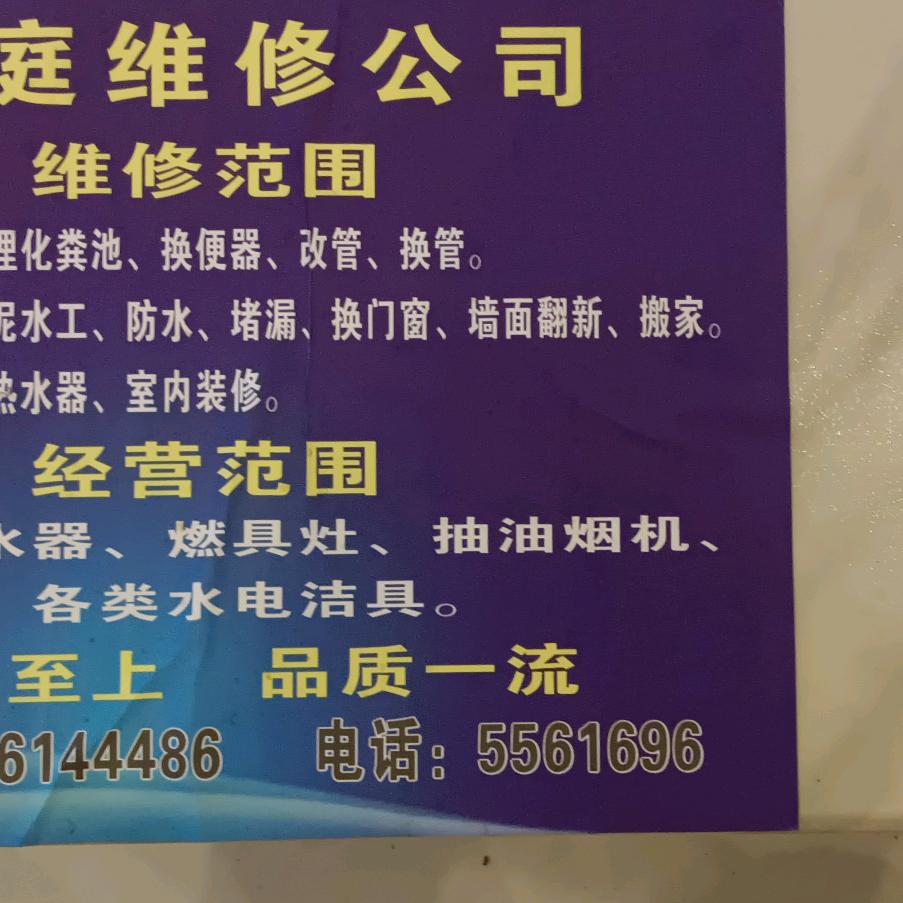 庭维修公司
维修范围
理化粪池、换便器、改管、换管。
泥水工、防水、堵漏、换门窗、墙面翻新、搬家。
热水器、室内装修。
经营范围
水器、燃具灶、抽油烟机、
各类水电洁具。
至上 品质一流
6144486 电话：5561696